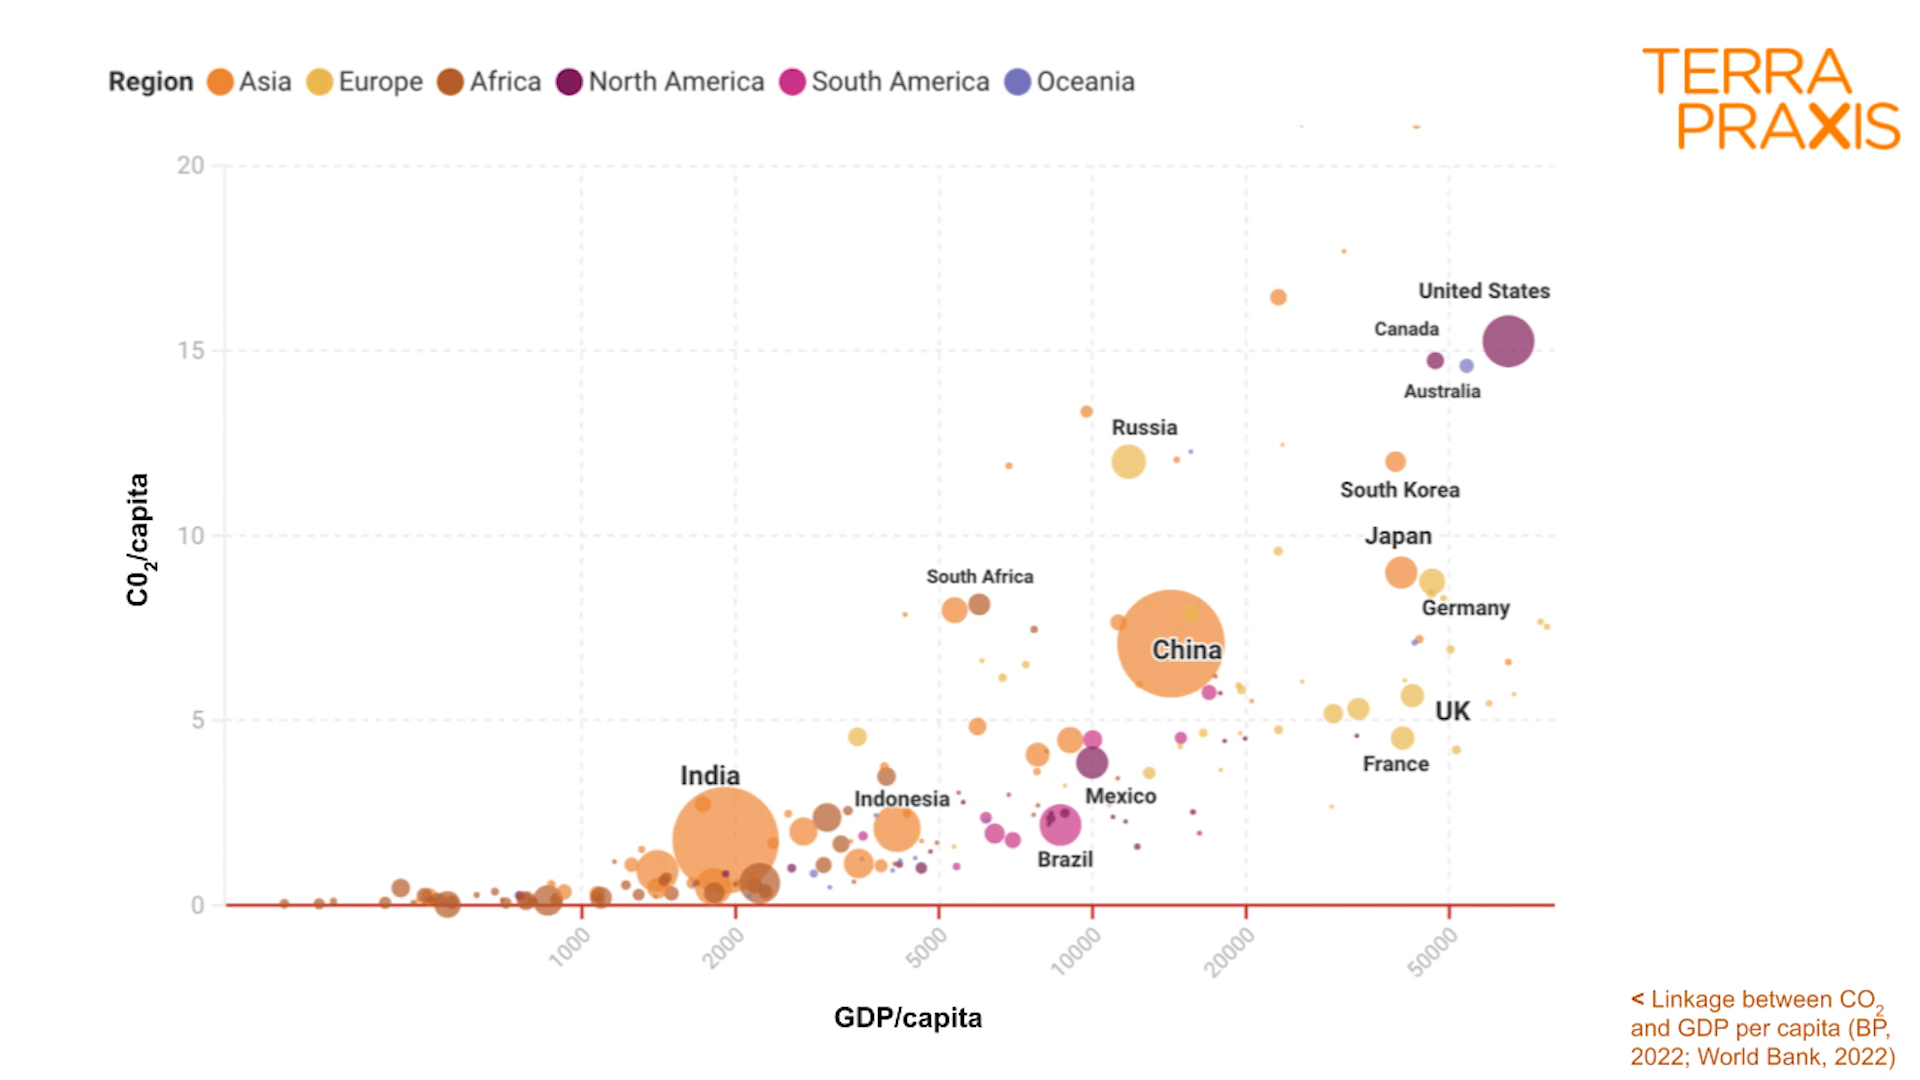 Region Asia Europe Africa North America South America Oceania
TERRA
PRAXIS
20
15
10
5
0
C0₂/capita
United States
Canada
Australia
Russia
South Korea
Japan
South Africa
Germany
China
UK
France
India
Indonesia
Mexico
Brazil
1000
2000
5000
10000
20000
50000
GDP/capita
< Linkage between CO₂
and GDP per capita (BP,
2022; World Bank, 2022)